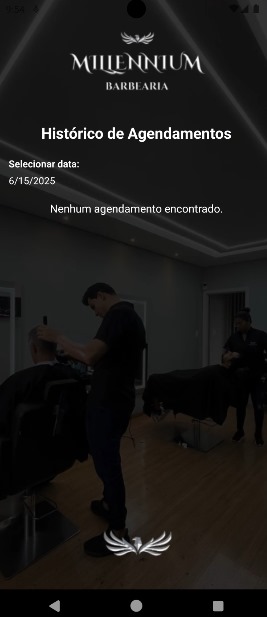 MILLENNIUM
BARBEARIA
Histórico de Agendamentos
Selecionar data:
6/15/2025
Nenhum agendamento encontrado.